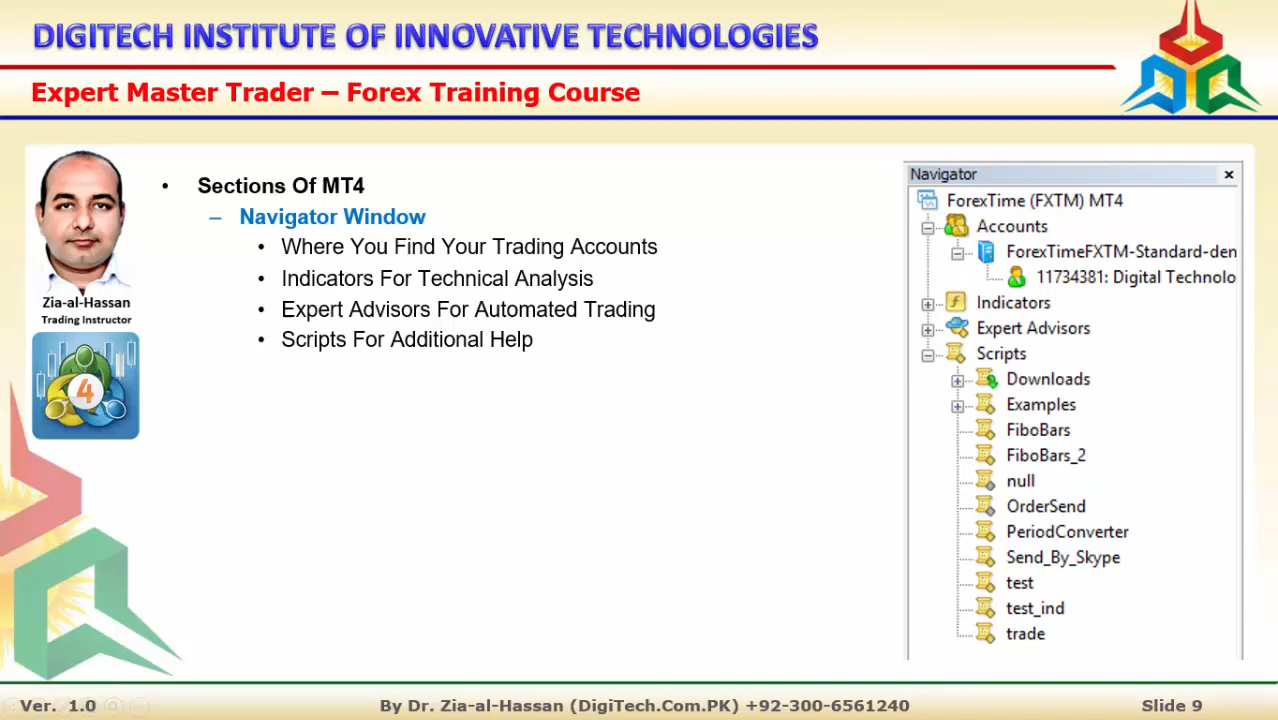 DIGITECH INSTITUTE OF INNOVATIVE TECHNOLOGIES
Expert Master Trader – Forex Training Course
Zia-al-Hassan
Trading Instructor
4
• Sections Of MT4
– Navigator Window
• Where You Find Your Trading Accounts
• Indicators For Technical Analysis
• Expert Advisors For Automated Trading
• Scripts For Additional Help
Navigator
ForexTime (FXTM) MT4
Accounts
ForexTimeFXTM-Standard-den
11734381: Digital Technolo
Indicators
Expert Advisors
Scripts
Downloads
Examples
FiboBars
FiboBars_2
null
OrderSend
PeriodConverter
Send_By_Skype
test
test_ind
trade
Ver. 1.0
By Dr. Zia-al-Hassan (DigiTech.Com.PK) +92-300-6561240
Slide 9